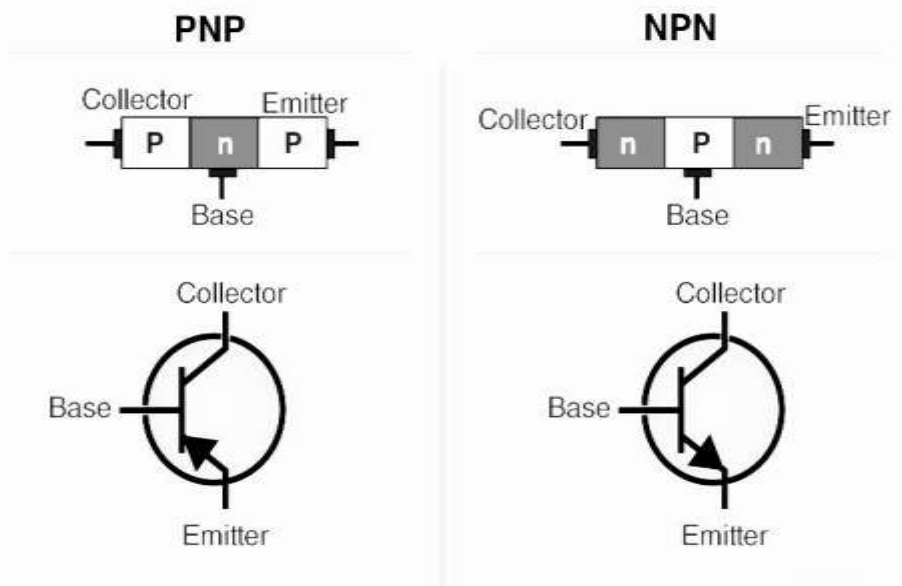 PNP
Collector Emitter
P n P
Base
Collector
Base
Emitter
NPN
Collector Emitter
n P n
Base
Collector
Base
Emitter